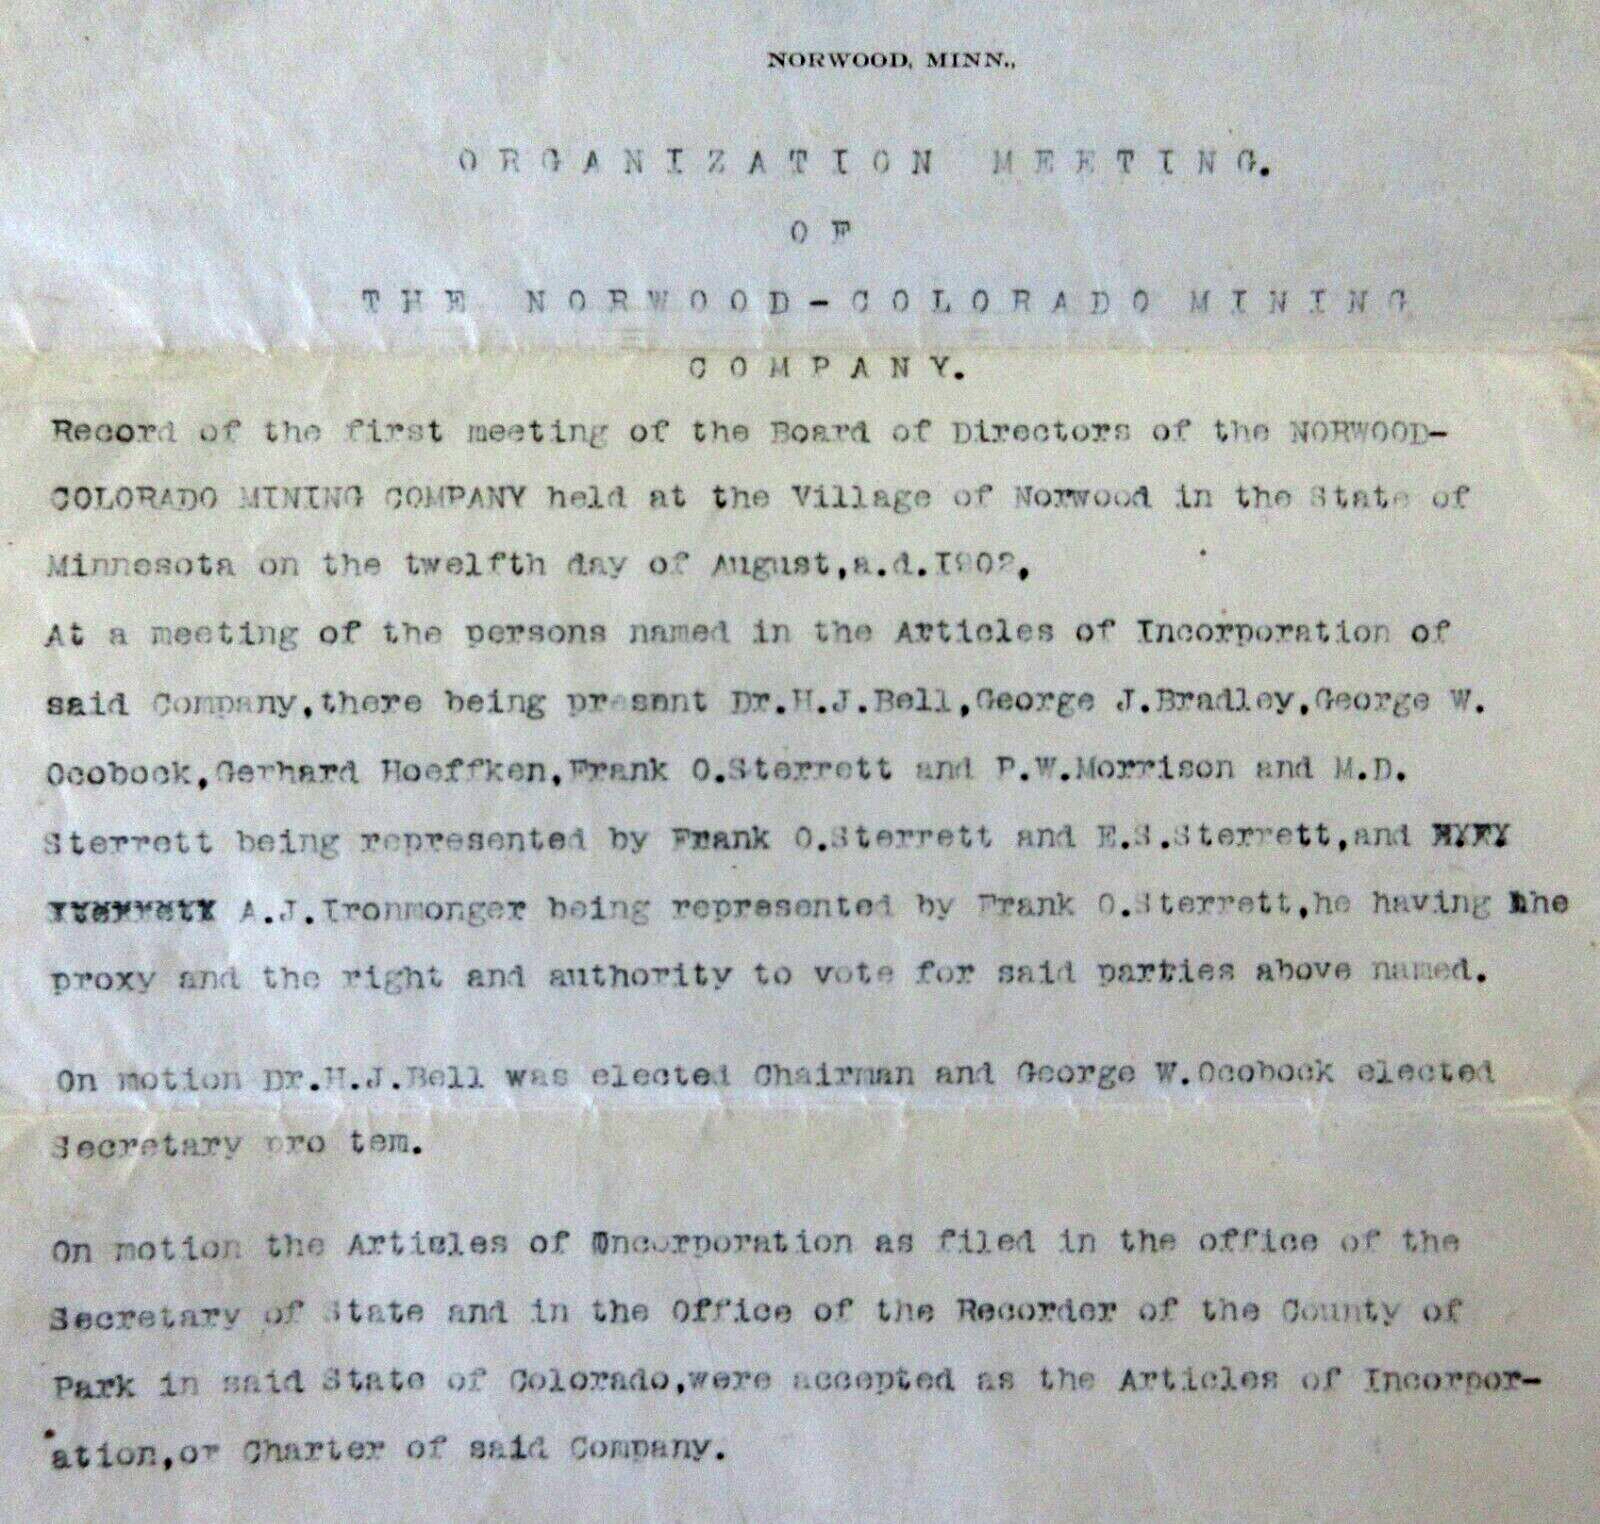 NORWOOD, MINN.,
ORGANIZATION MEETING.
OF
THE NORWOOD-COLORADO MINING
COMPANY.
Record of the first meeting of the Board of Directors of the NORWOOD-
COLORADO MINING COMPANY held at the Village of Norwood in the State of
Minnesota on the twelfth day of August,a.d.I902.
At a meeting of the persons named in the Articles of Incorporation of
said Company,there being present Dr.H.J.Bell,George J.Bradley,George W.
Ocobock,Gerhard Hoeffken,Frank O.Sterrett and P.W.Morrison and M.D.
Sterrett being represented by Frank O.Sterrett and E.S.Sterrett,and
A.J.Ironmonger being represented by Frank O.Sterrett,he having the
proxy and the right and authority to vote for said parties above named.
On motion Dr.H.J.Bell was elected Chairman and George W.Ocobock elected
Secretary pro tem.
On motion the Articles of Incorporation as filed in the office of the
Secretary of State and in the Office of the Recorder of the County of
Park in said State of Colorado,were accepted as the Articles of Incorpor-
ation,or Charter of said Company.